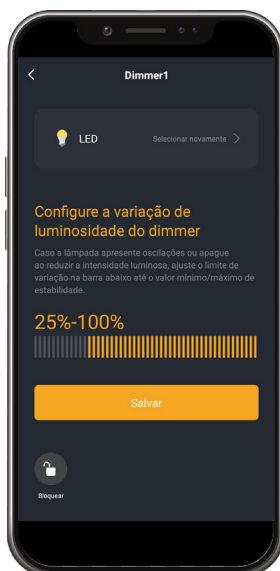 Dimmer1
LED
Selecionar novamente
Configure a variação de
luminosidade do dimmer
Caso a lâmpada apresente oscilações ou apague
ao reduzir a intensidade luminosa, ajuste o limite de
variação na barra abaixo até o valor mínimo/máximo de
estabilidade.
25%-100%
Salvar
Bloquear